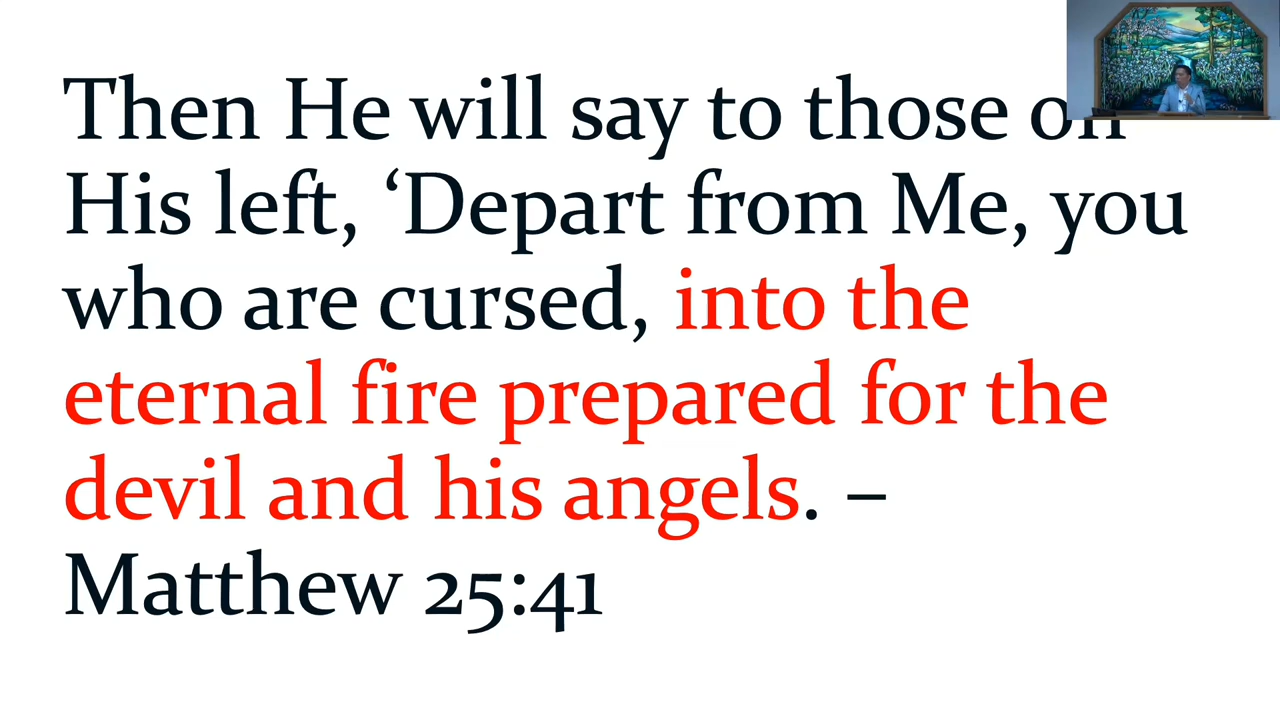 Then He will say to those on
His left, ‘Depart from Me, you
who are cursed, into the
eternal fire prepared for the
devil and his angels. –
Matthew 25:41